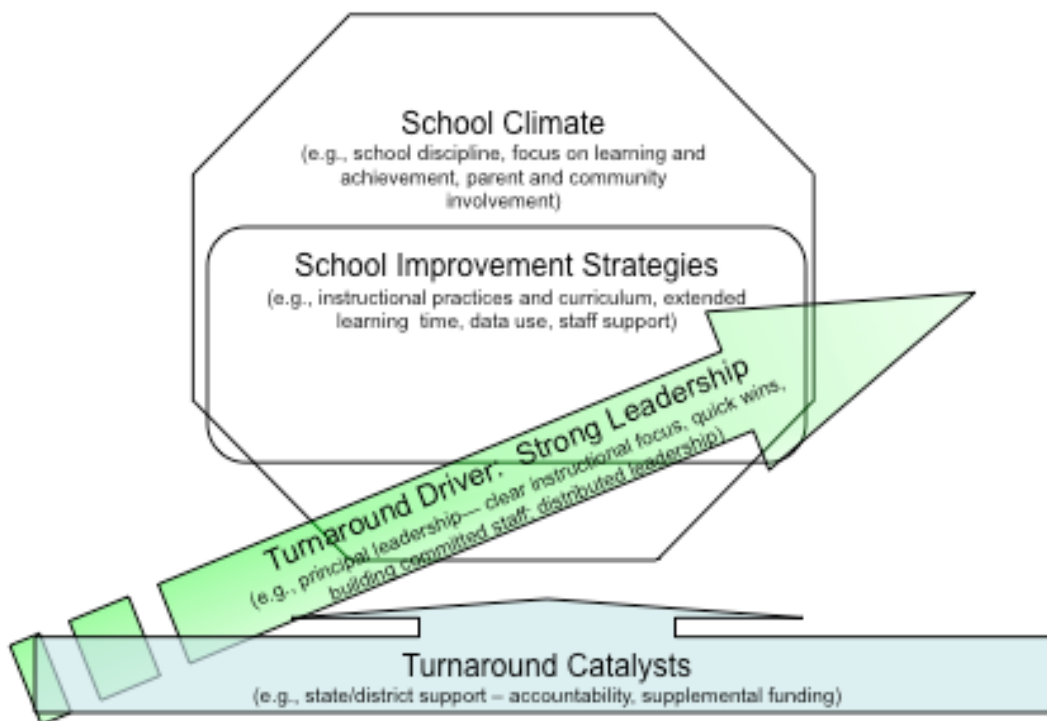 School Climate
(e.g., school discipline, focus on learning and
achievement, parent and community
involvement)
School Improvement Strategies
(e.g., instructional practices and curriculum, extended
learning time, data use, staff support)
Turnaround Driver: Strong Leadership
(e.g., principal leadership— clear instructional focus, quick wins,
building committed staff; distributed leadership)
Turnaround Catalysts
(e.g., state/district support – accountability, supplemental funding)